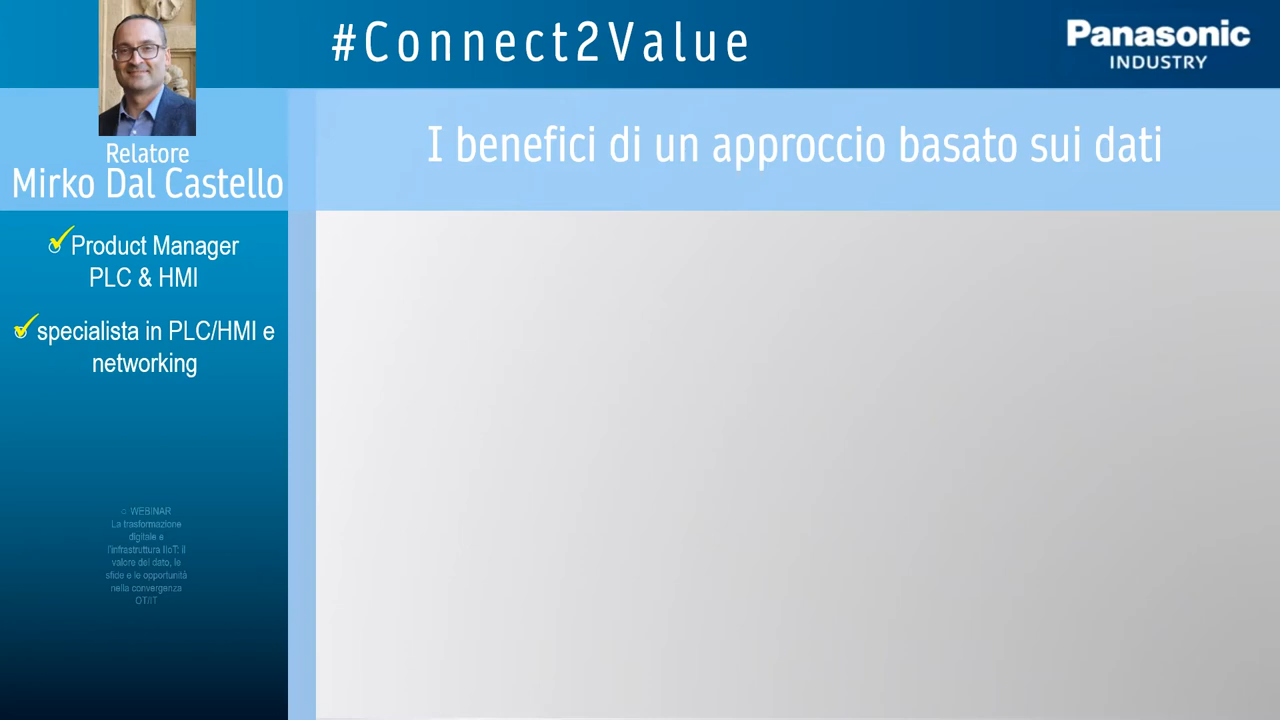 #Connect2Value
Panasonic
INDUSTRY
I benefici di un approccio basato sui dati
Relatore
Mirko Dal Castello
Product Manager
PLC & HMI
specialista in PLC/HMI e
networking
WEBINAR
La trasformazione
digitale e
l'infrastruttura IIoT: il
valore del dato, le
sfide e le opportunità
nella convergenza
OT/IT